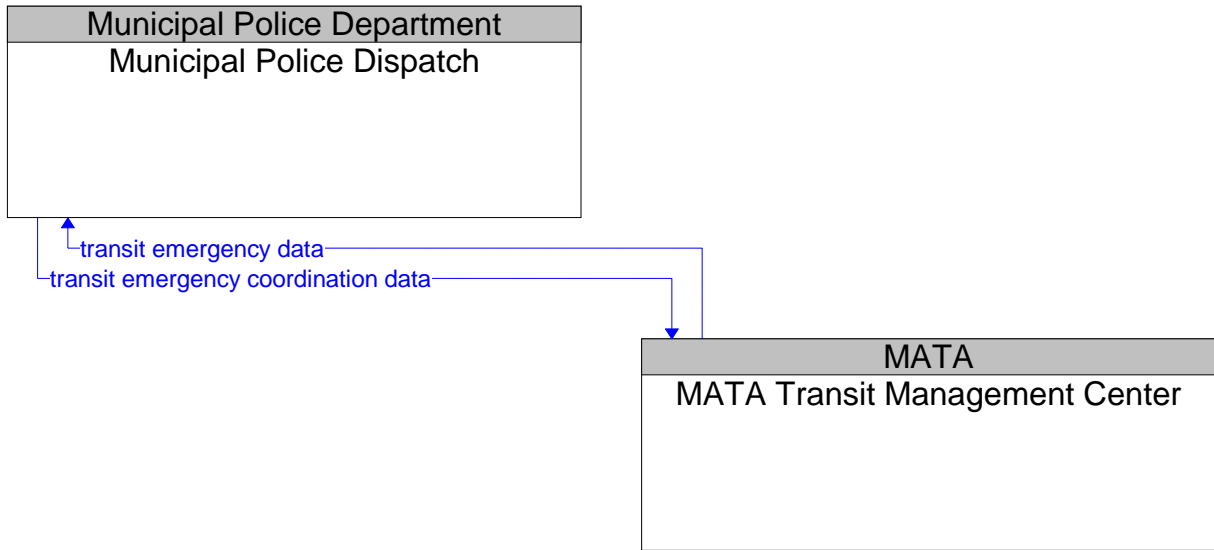 Municipal Police Department
Municipal Police Dispatch
transit emergency data
transit emergency coordination data
MATA
MATA Transit Management Center